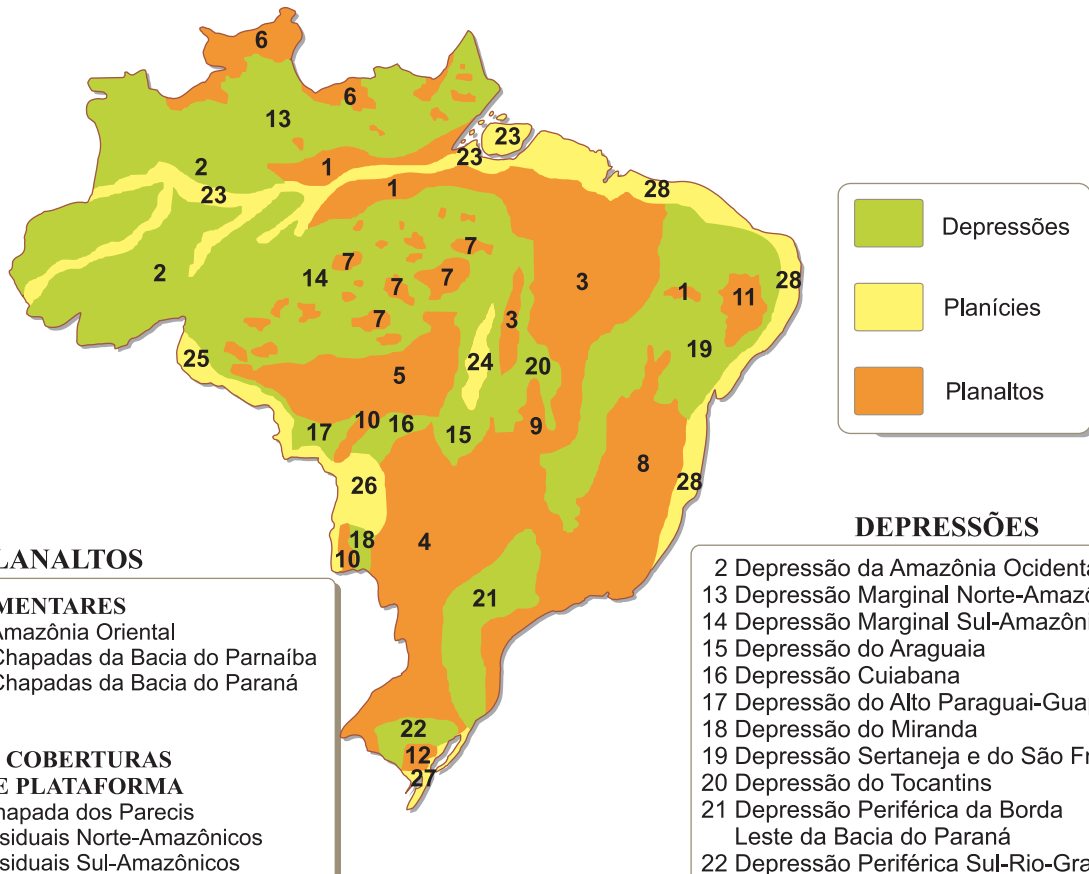 6
6
13
23
23
2
1
1
23
28
2
14
7
7
7
7
7
3
3
1
11
28
19
25
5
24
20
17
10
16
15
9
8
28
26
18
10
4
21
22
12
27
Depressões
Planícies
Planaltos
LANALTOS
MENTARES
Amazônia Oriental
Chapadas da Bacia do Parnaíba
Chapadas da Bacia do Paraná
COBERTURAS
E PLATAFORMA
hapada dos Parecis
siduais Norte-Amazônicos
siduais Sul-Amazônicos
DEPRESSÕES
2 Depressão da Amazônia Ocidenta
13 Depressão Marginal Norte-Amazô
14 Depressão Marginal Sul-Amazôni
15 Depressão do Araguaia
16 Depressão Cuiabana
17 Depressão do Alto Paraguai-Gua
18 Depressão do Miranda
19 Depressão Sertaneja e do São Fr
20 Depressão do Tocantins
21 Depressão Periférica da Borda
Leste da Bacia do Paraná
22 Depressão Periférica Sul-Rio-Gra